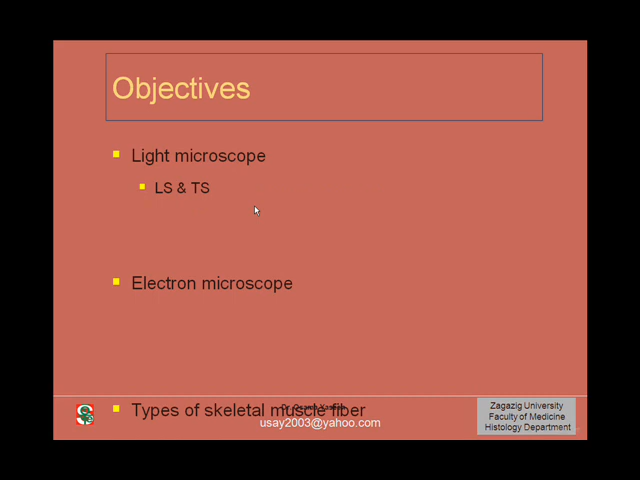 Objectives
Light microscope
LS & TS
Electron microscope
Types of skeletal muscle fiber
Dr.
usay2003@yahoo.com
Zagazig University
Faculty of Medicine
Histology Department